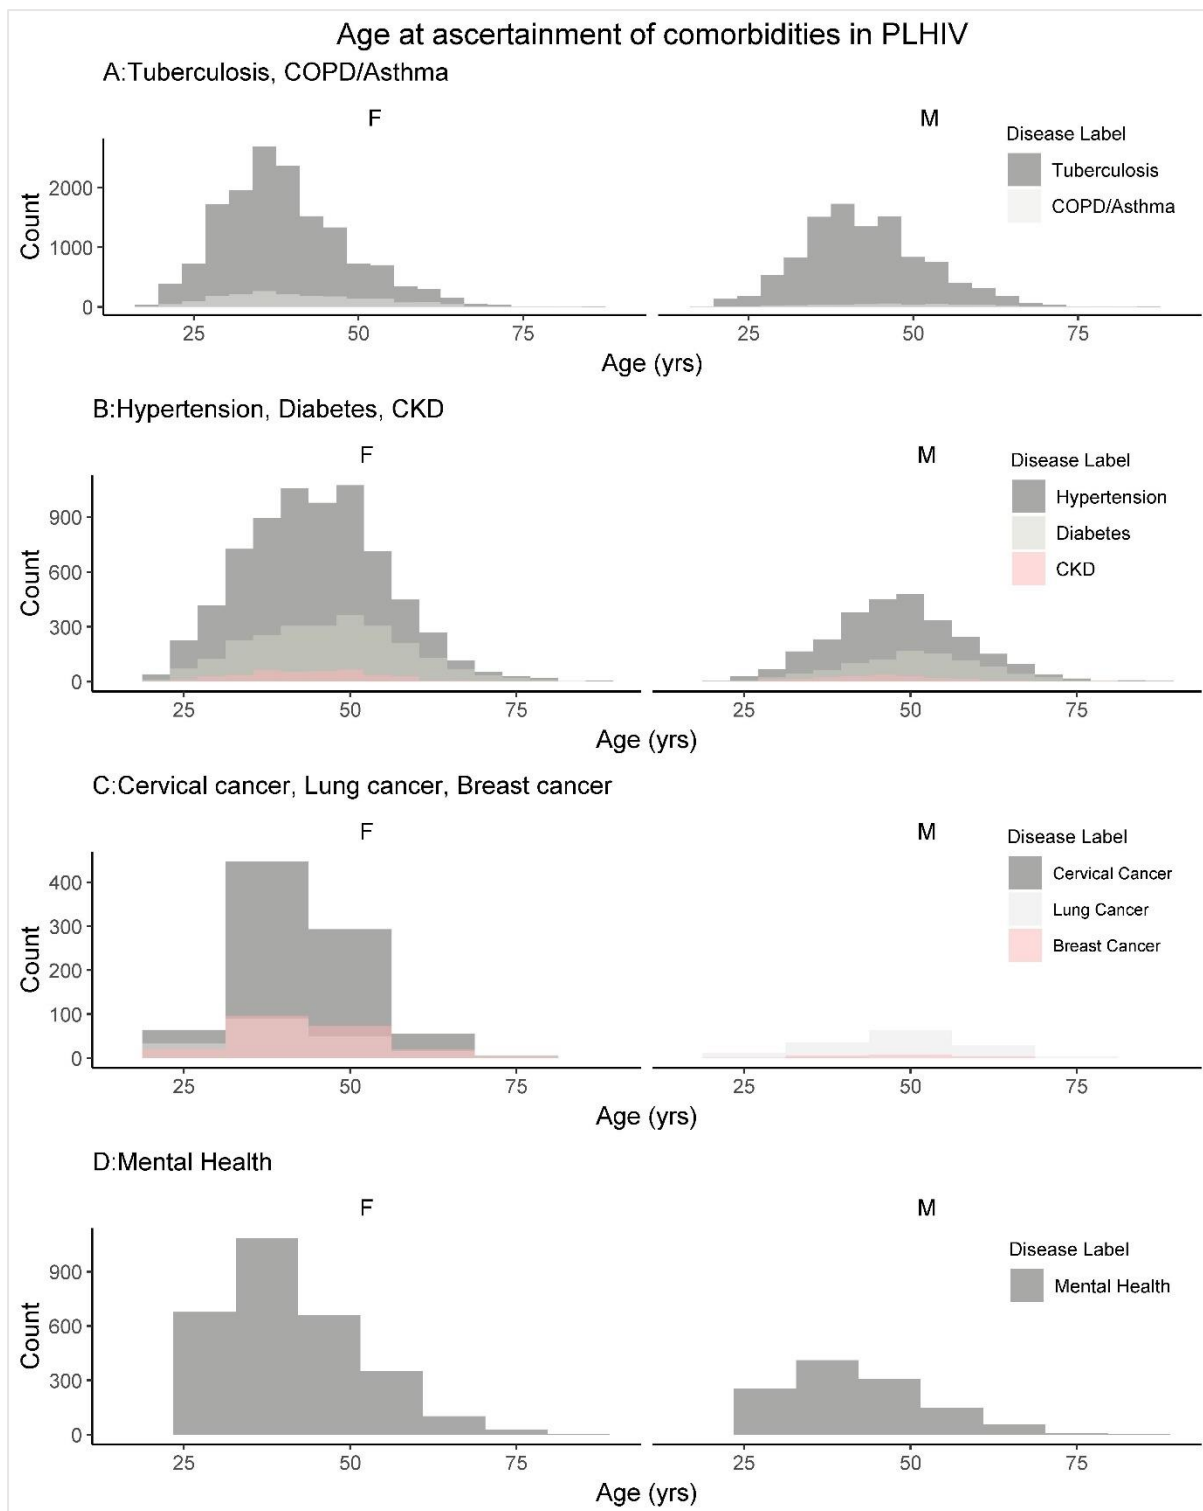 Age at ascertainment of comorbidities in PLHIV
A:Tuberculosis, COPD/Asthma
F
M
Disease Label
Tuberculosis
COPD/Asthma
Count
2000
1000
0
25
50
75
25
50
75
Age (yrs)
B:Hypertension, Diabetes, CKD
F
M
Disease Label
Hypertension
Diabetes
CKD
Count
900
600
300
0
25
50
75
25
50
75
Age (yrs)
C:Cervical cancer, Lung cancer, Breast cancer
F
M
Disease Label
Cervical Cancer
Lung Cancer
Breast Cancer
Count
400
300
200
100
0
25
50
75
25
50
75
Age (yrs)
D:Mental Health
F
M
Disease Label
Mental Health
Count
900
600
300
0
25
50
75
25
50
75
Age (yrs)